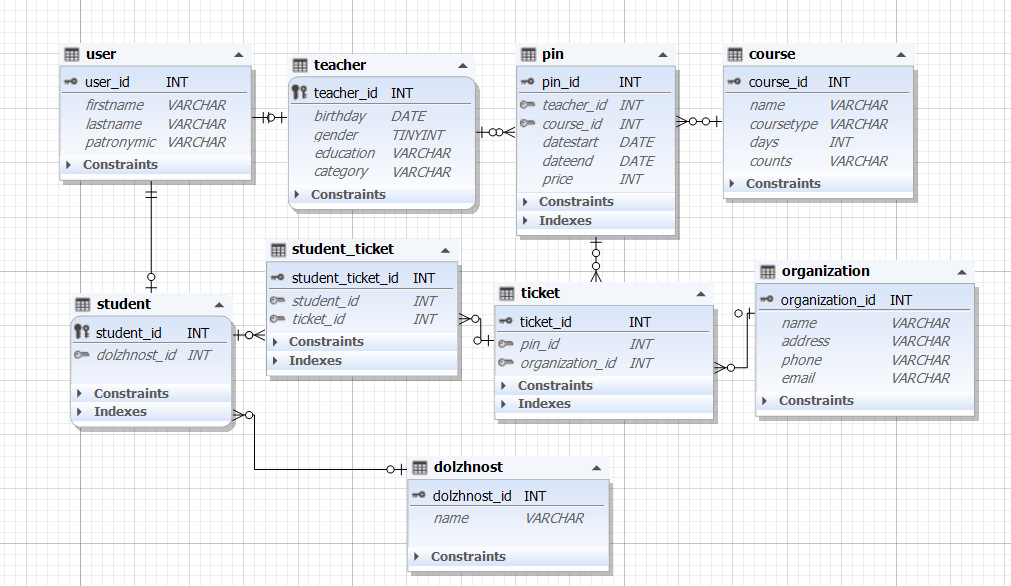 user
user_id INT
firstname VARCHAR
lastname VARCHAR
patronymic VARCHAR
Constraints
teacher
teacher_id INT
birthday DATE
gender TINYINT
education VARCHAR
category VARCHAR
Constraints
pin
pin_id INT
teacher_id INT
course_id INT
datestart DATE
dateend DATE
price INT
Constraints
Indexes
course
course_id INT
name VARCHAR
coursetype VARCHAR
days INT
counts VARCHAR
Constraints
student
student_id INT
dolzhnost_id INT
Constraints
Indexes
student_ticket
student_ticket_id INT
student_id INT
ticket_id INT
Constraints
Indexes
ticket
ticket_id INT
pin_id INT
organization_id INT
Constraints
Indexes
organization
organization_id INT
name VARCHAR
address VARCHAR
phone VARCHAR
email VARCHAR
Constraints
dolzhnost
dolzhnost_id INT
name VARCHAR
Constraints